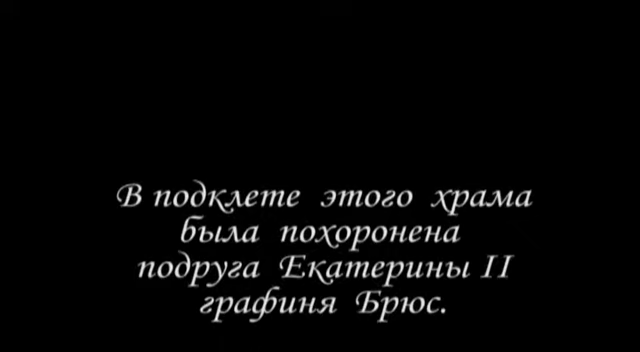 В подклете этого храма
была похоронена
подруга Екатерины II
графиня Брюс.